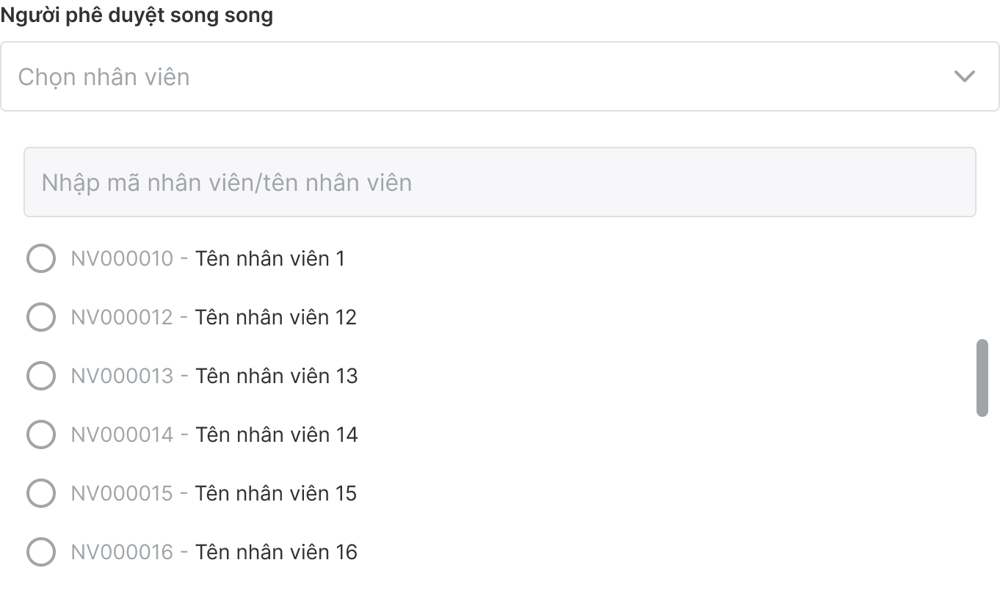 Người phê duyệt song song
Chọn nhân viên
Nhập mã nhân viên/tên nhân viên
NV000010 - Tên nhân viên 1
NV000012 - Tên nhân viên 12
NV000013 - Tên nhân viên 13
NV000014 - Tên nhân viên 14
NV000015 - Tên nhân viên 15
NV000016 - Tên nhân viên 16